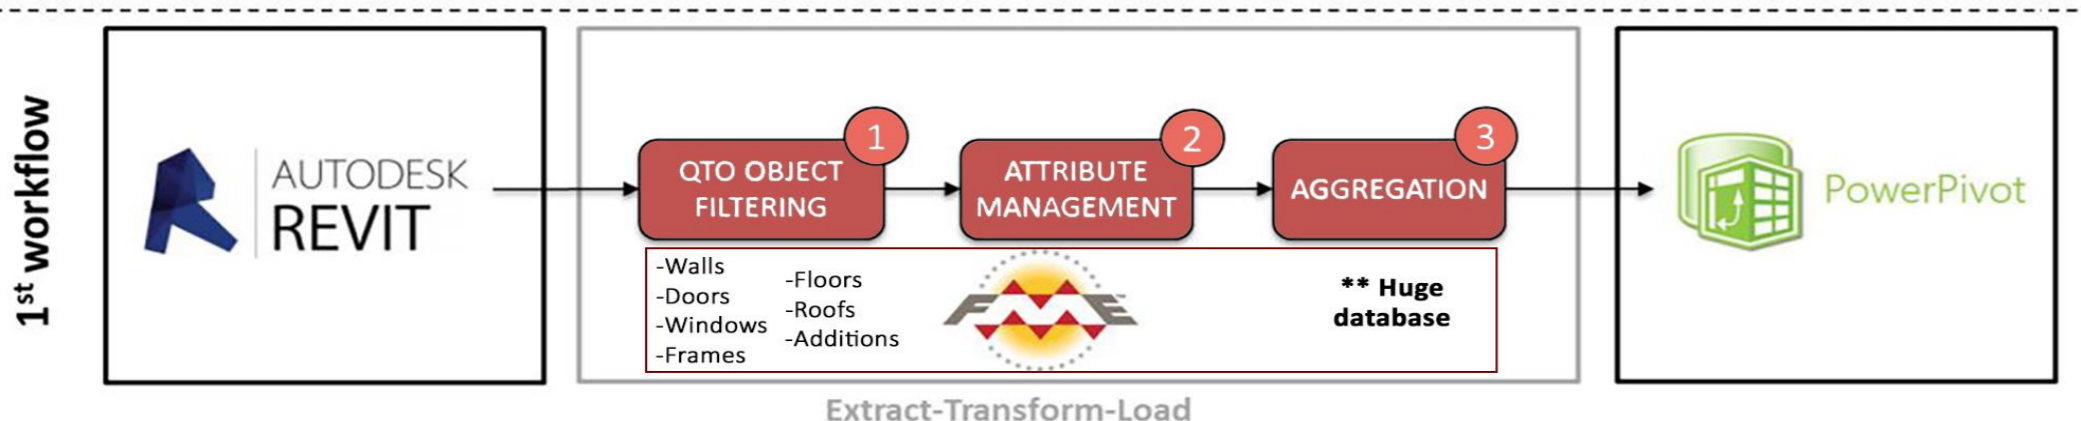 1st workflow
AUTODESK
REVIT
QTO OBJECT
FILTERING
1
ATTRIBUTE
MANAGEMENT
2
AGGREGATION
3
-Walls
-Doors
-Windows
-Frames
-Floors
-Roofs
-Additions
FME
** Huge
database
PowerPivot
Extract-Transform-Load